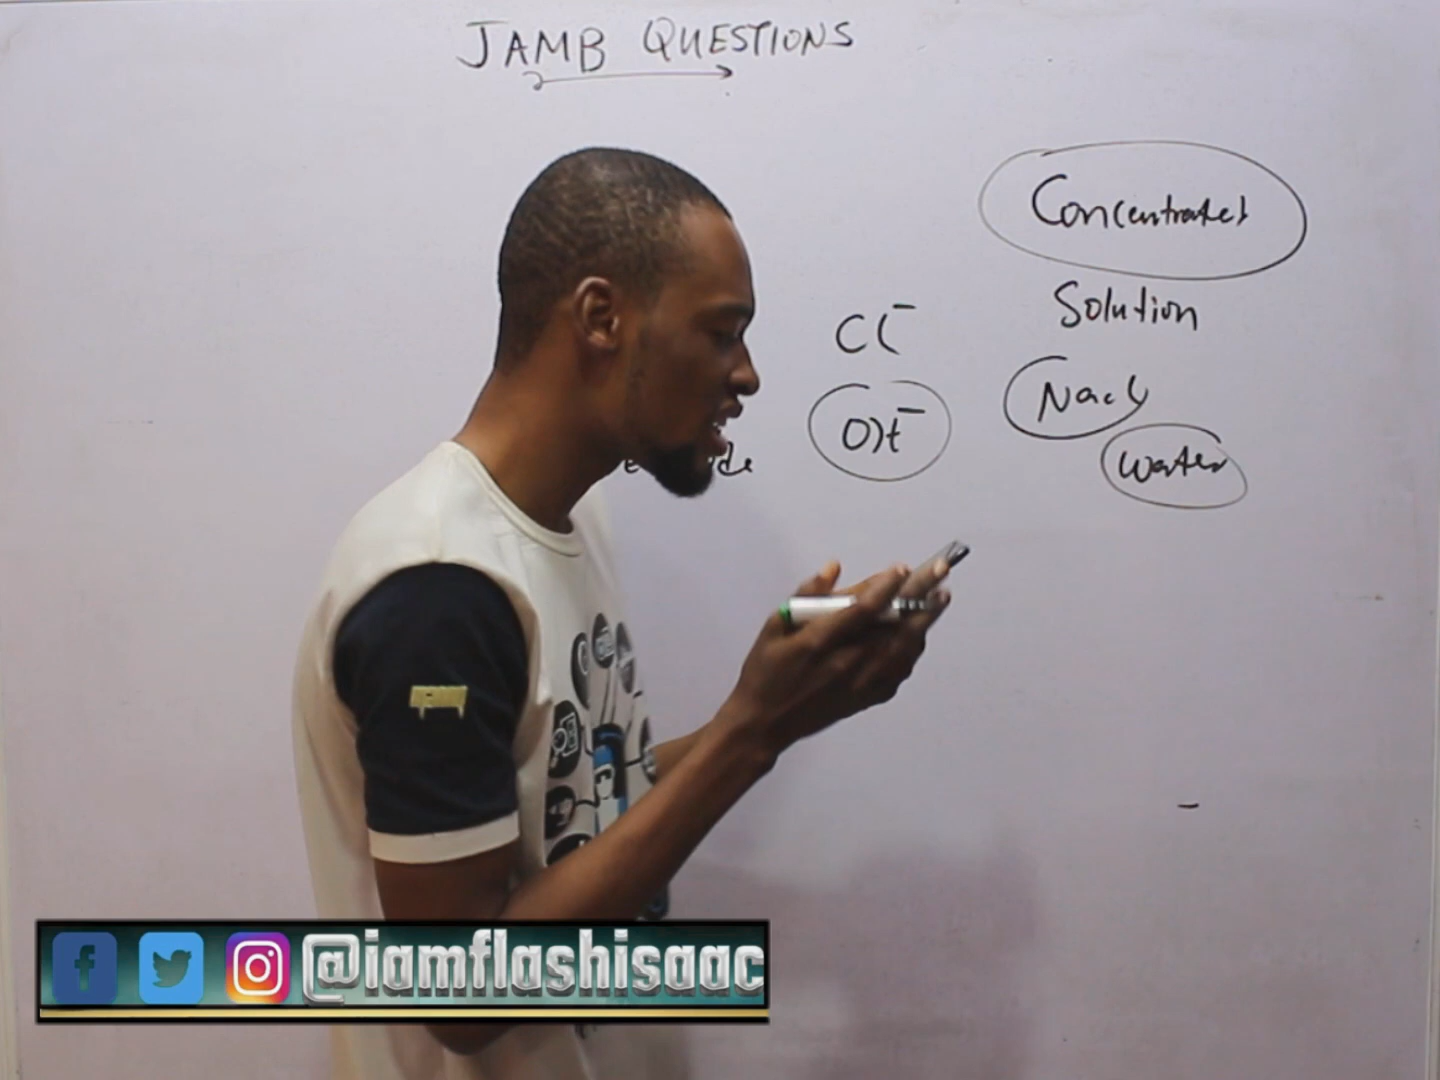 JAMB QUESTIONS
Concentrated
Solution
Cl⁻
Nacl
OH⁻
water
@iamflashisaac